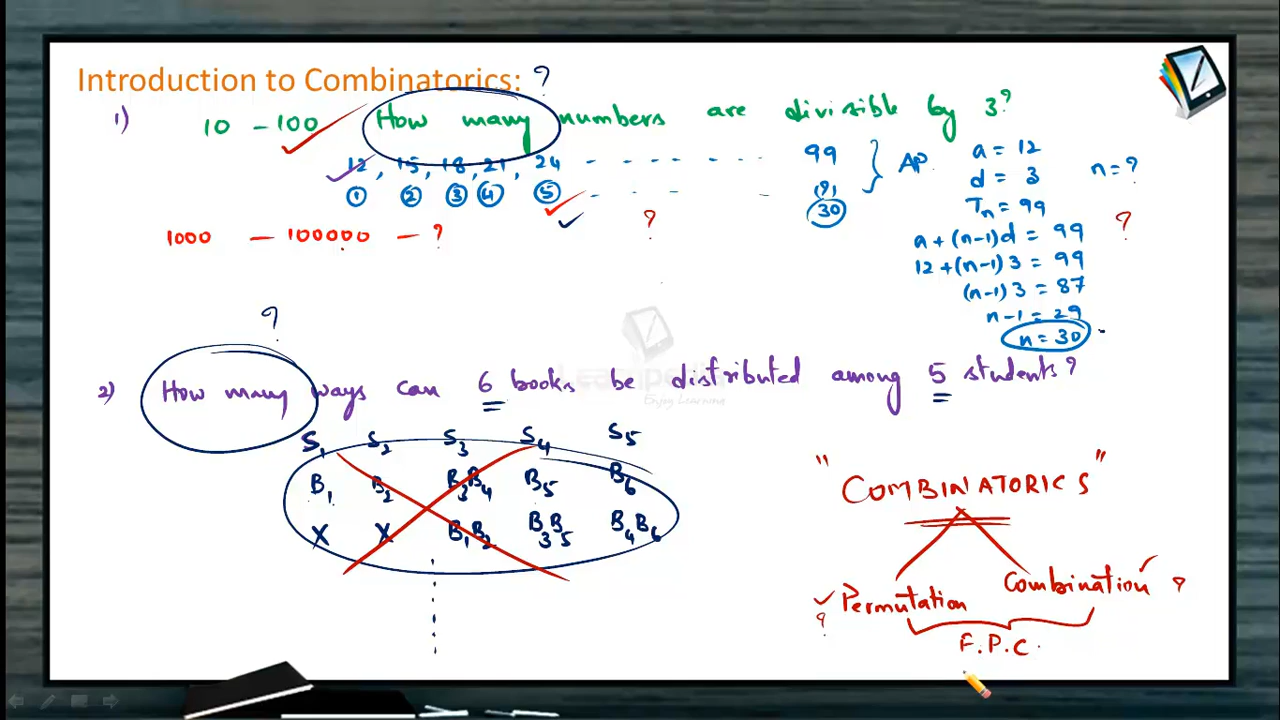 Introduction to Combinatorics: ?
1) 10 - 100 How many numbers are divisible by 3?
12, 15, 18, 21, 24 - - - - - - - 99 } AP
① ② ③ ④ ⑤ - - - - (?)
30
?
1000 - 100000 - ?
a = 12
d = 3
n = ?
Tn = 99
a + (n-1)d = 99
?
12 + (n-1) 3 = 99
(n-1) 3 = 87
n-1 = 29
n = 30
?
2) How many ways can 6 books be distributed among 5 students?
S1 S2 S3 S4 S5
B1 B2 B3B4 B5 B6
X X B1B2 B3B5 B4B6
"COMBINATORICS"
Permutation ?
Combination ?
F.P.C.
Learnpedia
Enjoy Learning